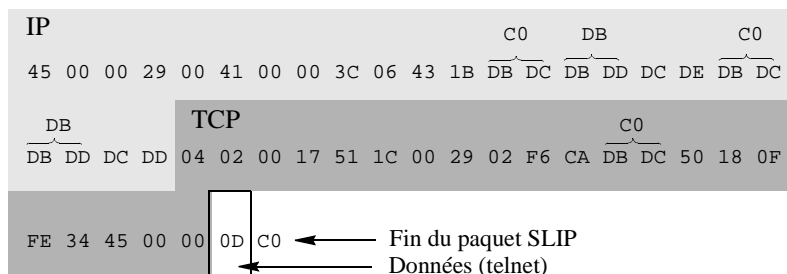 IP
C0 DB C0
45 00 00 29 00 41 00 00 3C 06 43 1B DB DC DB DD DC DE DB DC
DB TCP C0
DB DD DC DD 04 02 00 17 51 1C 00 29 02 F6 CA DB DC 50 18 0F
FE 34 45 00 00 0D C0 Fin du paquet SLIP
Données (telnet)